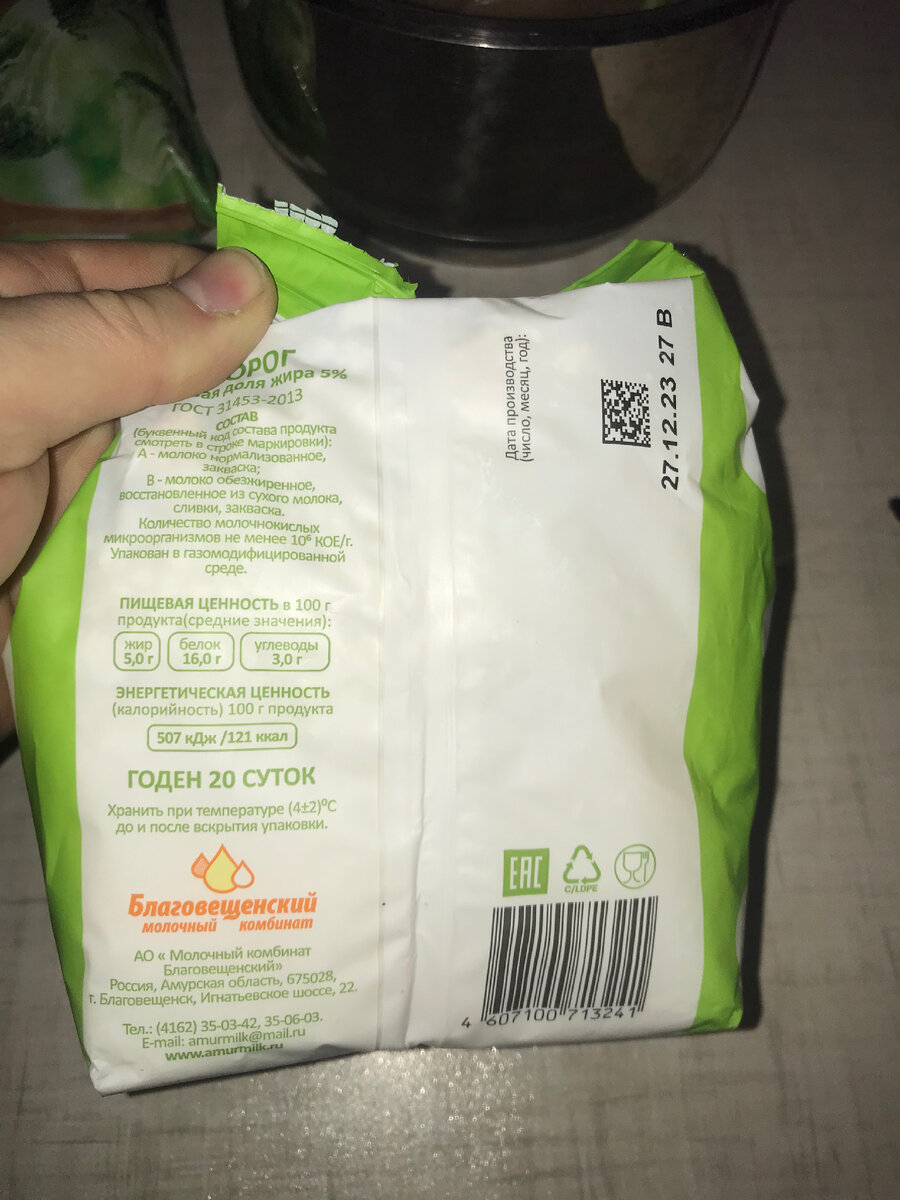 ОРОГ
ая доля жира 5%
ГОСТ 31453-2013
СОСТАВ
(буквенный код состава продукта
смотреть в строке маркировки):
А - молоко нормализованное,
закваска;
В - молоко обезжиренное,
восстановленное из сухого молока,
сливки, закваска.
Количество молочнокислых
микроорганизмов не менее 10⁶ КОЕ/г.
Упакован в газомодифицированной
среде.
ПИЩЕВАЯ ЦЕННОСТЬ в 100 г
продукта(средние значения):
жир белок углеводы
5,0 г 16,0 г 3,0 г
ЭНЕРГЕТИЧЕСКАЯ ЦЕННОСТЬ
(калорийность) 100 г продукта
507 кДж /121 ккал
ГОДЕН 20 СУТОК
Хранить при температуре (4±2)⁰С
до и после вскрытия упаковки.
Благовещенский
молочный комбинат
АО « Молочный комбинат
Благовещенский»
Россия, Амурская область, 675028,
г. Благовещенск, Игнатьевское шоссе, 22.
Тел.: (4162) 35-03-42, 35-06-03.
E-mail: amurmilk@mail.ru
www.amurmilk.ru
Дата производства
(число, месяц, год):
27.12.23 27 В
EAC
C/LDPE
4 607100 713241